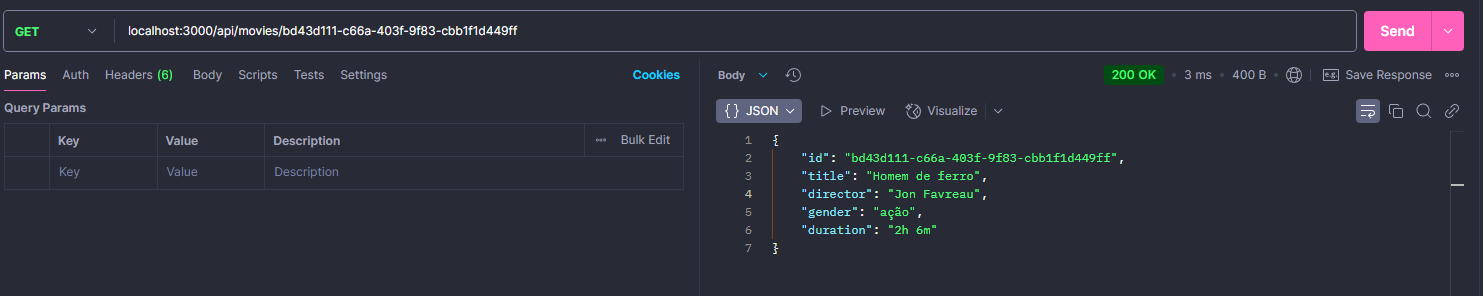 GET localhost:3000/api/movies/bd43d111-c66a-403f-9f83-cbb1f1d449ff Send
Params Auth Headers (6) Body Scripts Tests Settings Cookies
Query Params
Key Value Description Bulk Edit
Key Value Description
Body 200 OK • 3 ms • 400 B • e.g. Save Response
{} JSON Preview Visualize
1 {
2 "id": "bd43d111-c66a-403f-9f83-cbb1f1d449ff",
3 "title": "Homem de ferro",
4 "director": "Jon Favreau",
5 "gender": "ação",
6 "duration": "2h 6m"
7 }